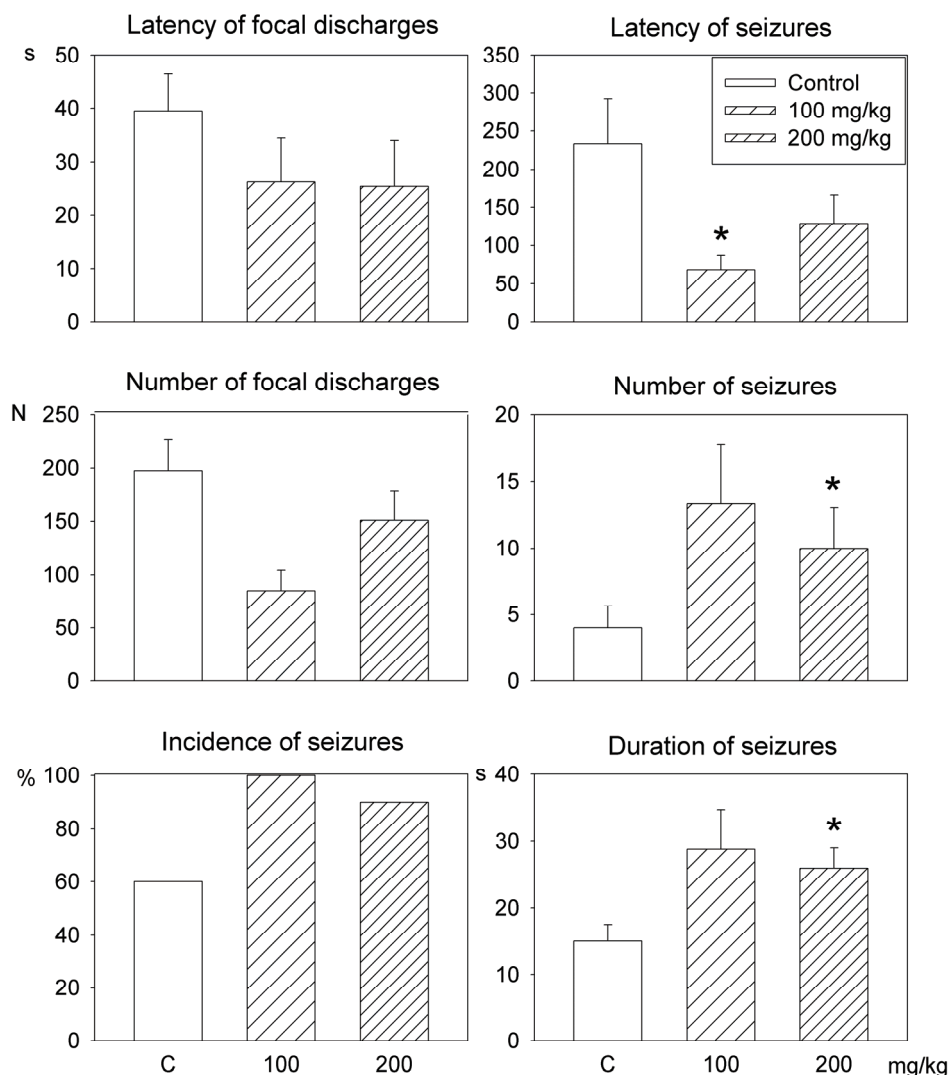 Latency of focal discharges
s
50
40
30
20
10
0
Latency of seizures
350
300
250
200
150
100
50
0
Control
100 mg/kg
200 mg/kg
*
Number of focal discharges
N
250
200
150
100
50
0
Number of seizures
20
15
10
5
0
*
Incidence of seizures
%
100
80
60
40
20
0
C 100 200
Duration of seizures
s
40
30
20
10
0
*
C 100 200 mg/kg